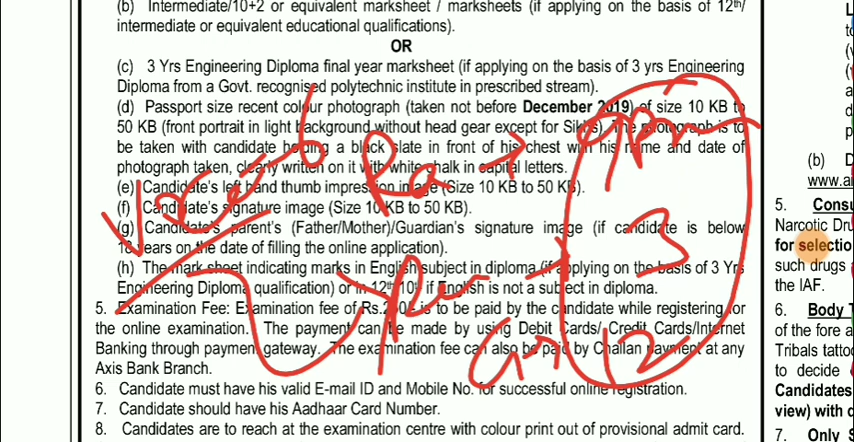 (b) Intermediate/10+2 or equivalent marksheet / marksheets (if applying on the basis of 12th/
intermediate or equivalent educational qualifications).
OR
(c) 3 Yrs Engineering Diploma final year marksheet (if applying on the basis of 3 yrs Engineering
Diploma from a Govt. recognised polytechnic institute in prescribed stream).
(d) Passport size recent colour photograph (taken not before December 2019) of size 10 KB to
50 KB (front portrait in light background without head gear except for Sikhs). The photograph is to
be taken with candidate holding a black slate in front of his chest with his name and date of
photograph taken, clearly written on it with white chalk in capital letters.
(e) Candidate's left hand thumb impression image (Size 10 KB to 50 KB).
(f) Candidate's signature image (Size 10 KB to 50 KB).
(g) Candidate's parent's (Father/Mother)/Guardian's signature image (if candidate is below
18 years on the date of filling the online application).
(h) The mark sheet indicating marks in English subject in diploma (if applying on the basis of 3 Yrs
Engineering Diploma qualification) or in 12th/10th if English is not a subject in diploma.
5. Examination Fee: Examination fee of Rs.250/- is to be paid by the candidate while registering for
the online examination. The payment can be made by using Debit Cards/ Credit Cards/Internet
Banking through payment gateway. The examination fee can also be paid by Challan payment at any
Axis Bank Branch.
6. Candidate must have his valid E-mail ID and Mobile No. for successful online registration.
7. Candidate should have his Aadhaar Card Number.
8. Candidates are to reach at the examination centre with colour print out of provisional admit card.
(b)
www.a
5. Consu
Narcotic Dru
for selectio
such drugs
the IAF.
6. Body T
of the fore a
Tribals tatto
to decide
Candidates
view) with c
7. Only S
3
12